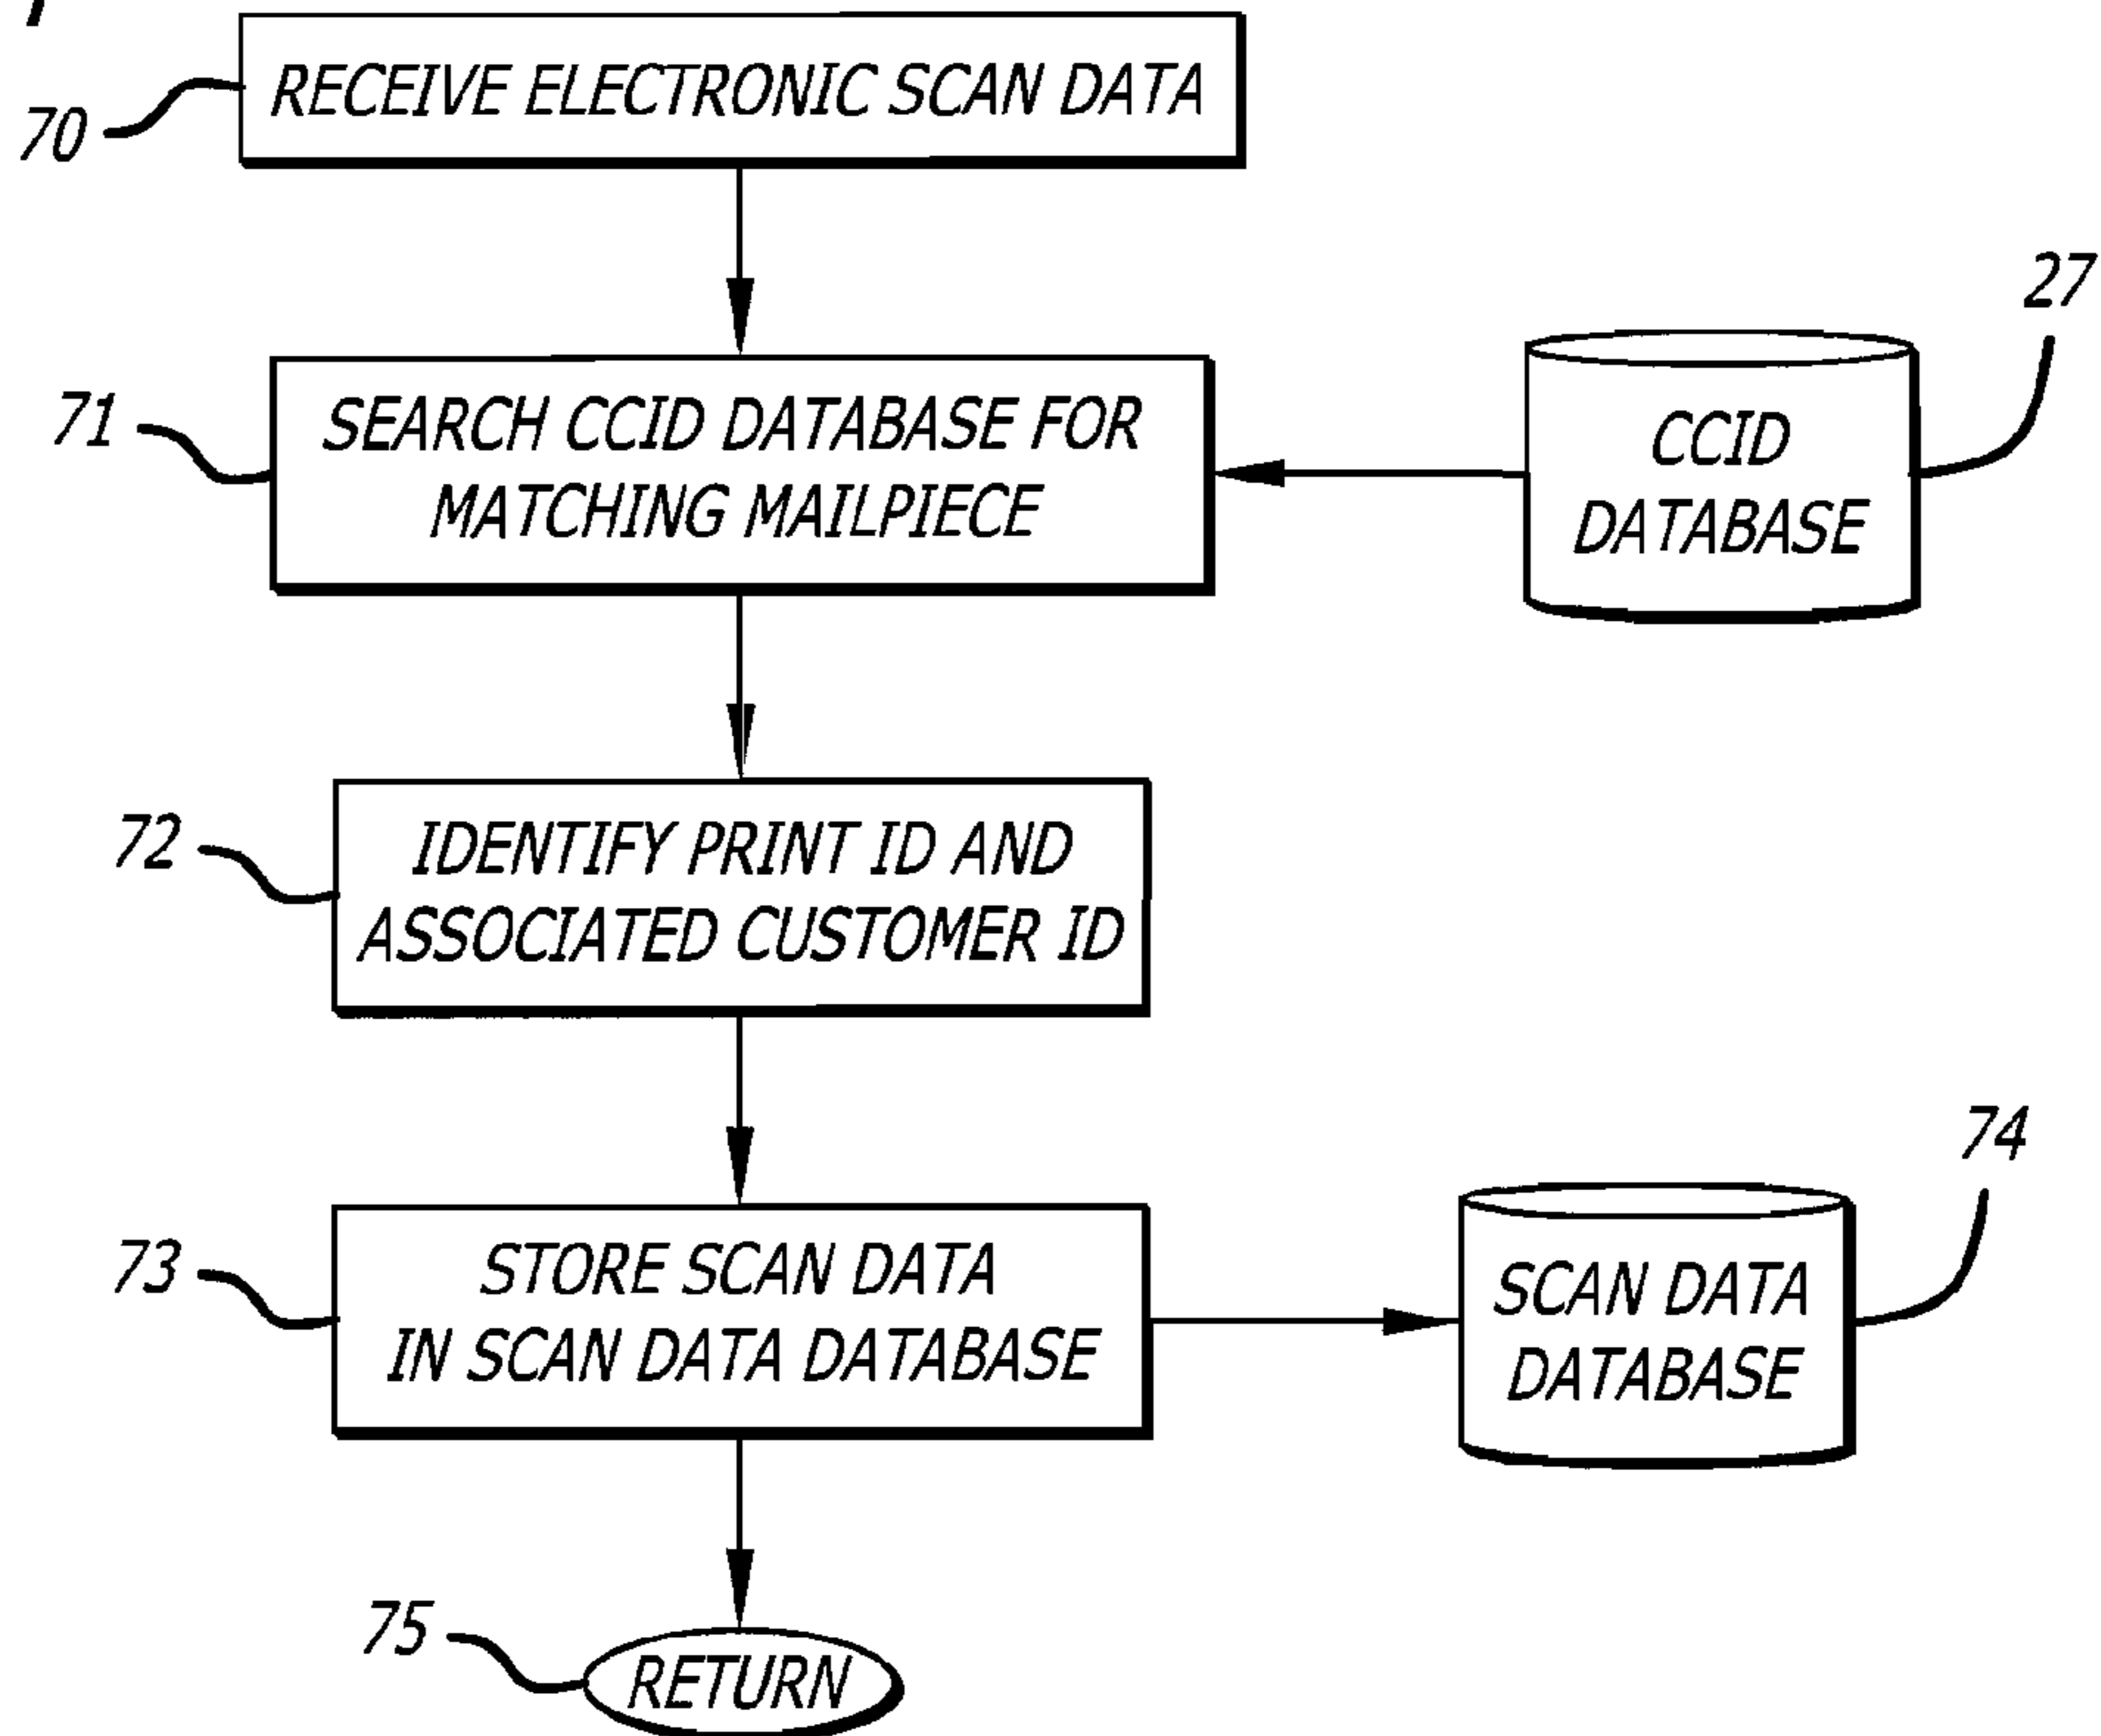 RECEIVE ELECTRONIC SCAN DATA
70
27
71
SEARCH CCID DATABASE FOR
MATCHING MAILPIECE
CCID
DATABASE
72
IDENTIFY PRINT ID AND
ASSOCIATED CUSTOMER ID
74
73
STORE SCAN DATA
IN SCAN DATA DATABASE
SCAN DATA
DATABASE
75
RETURN